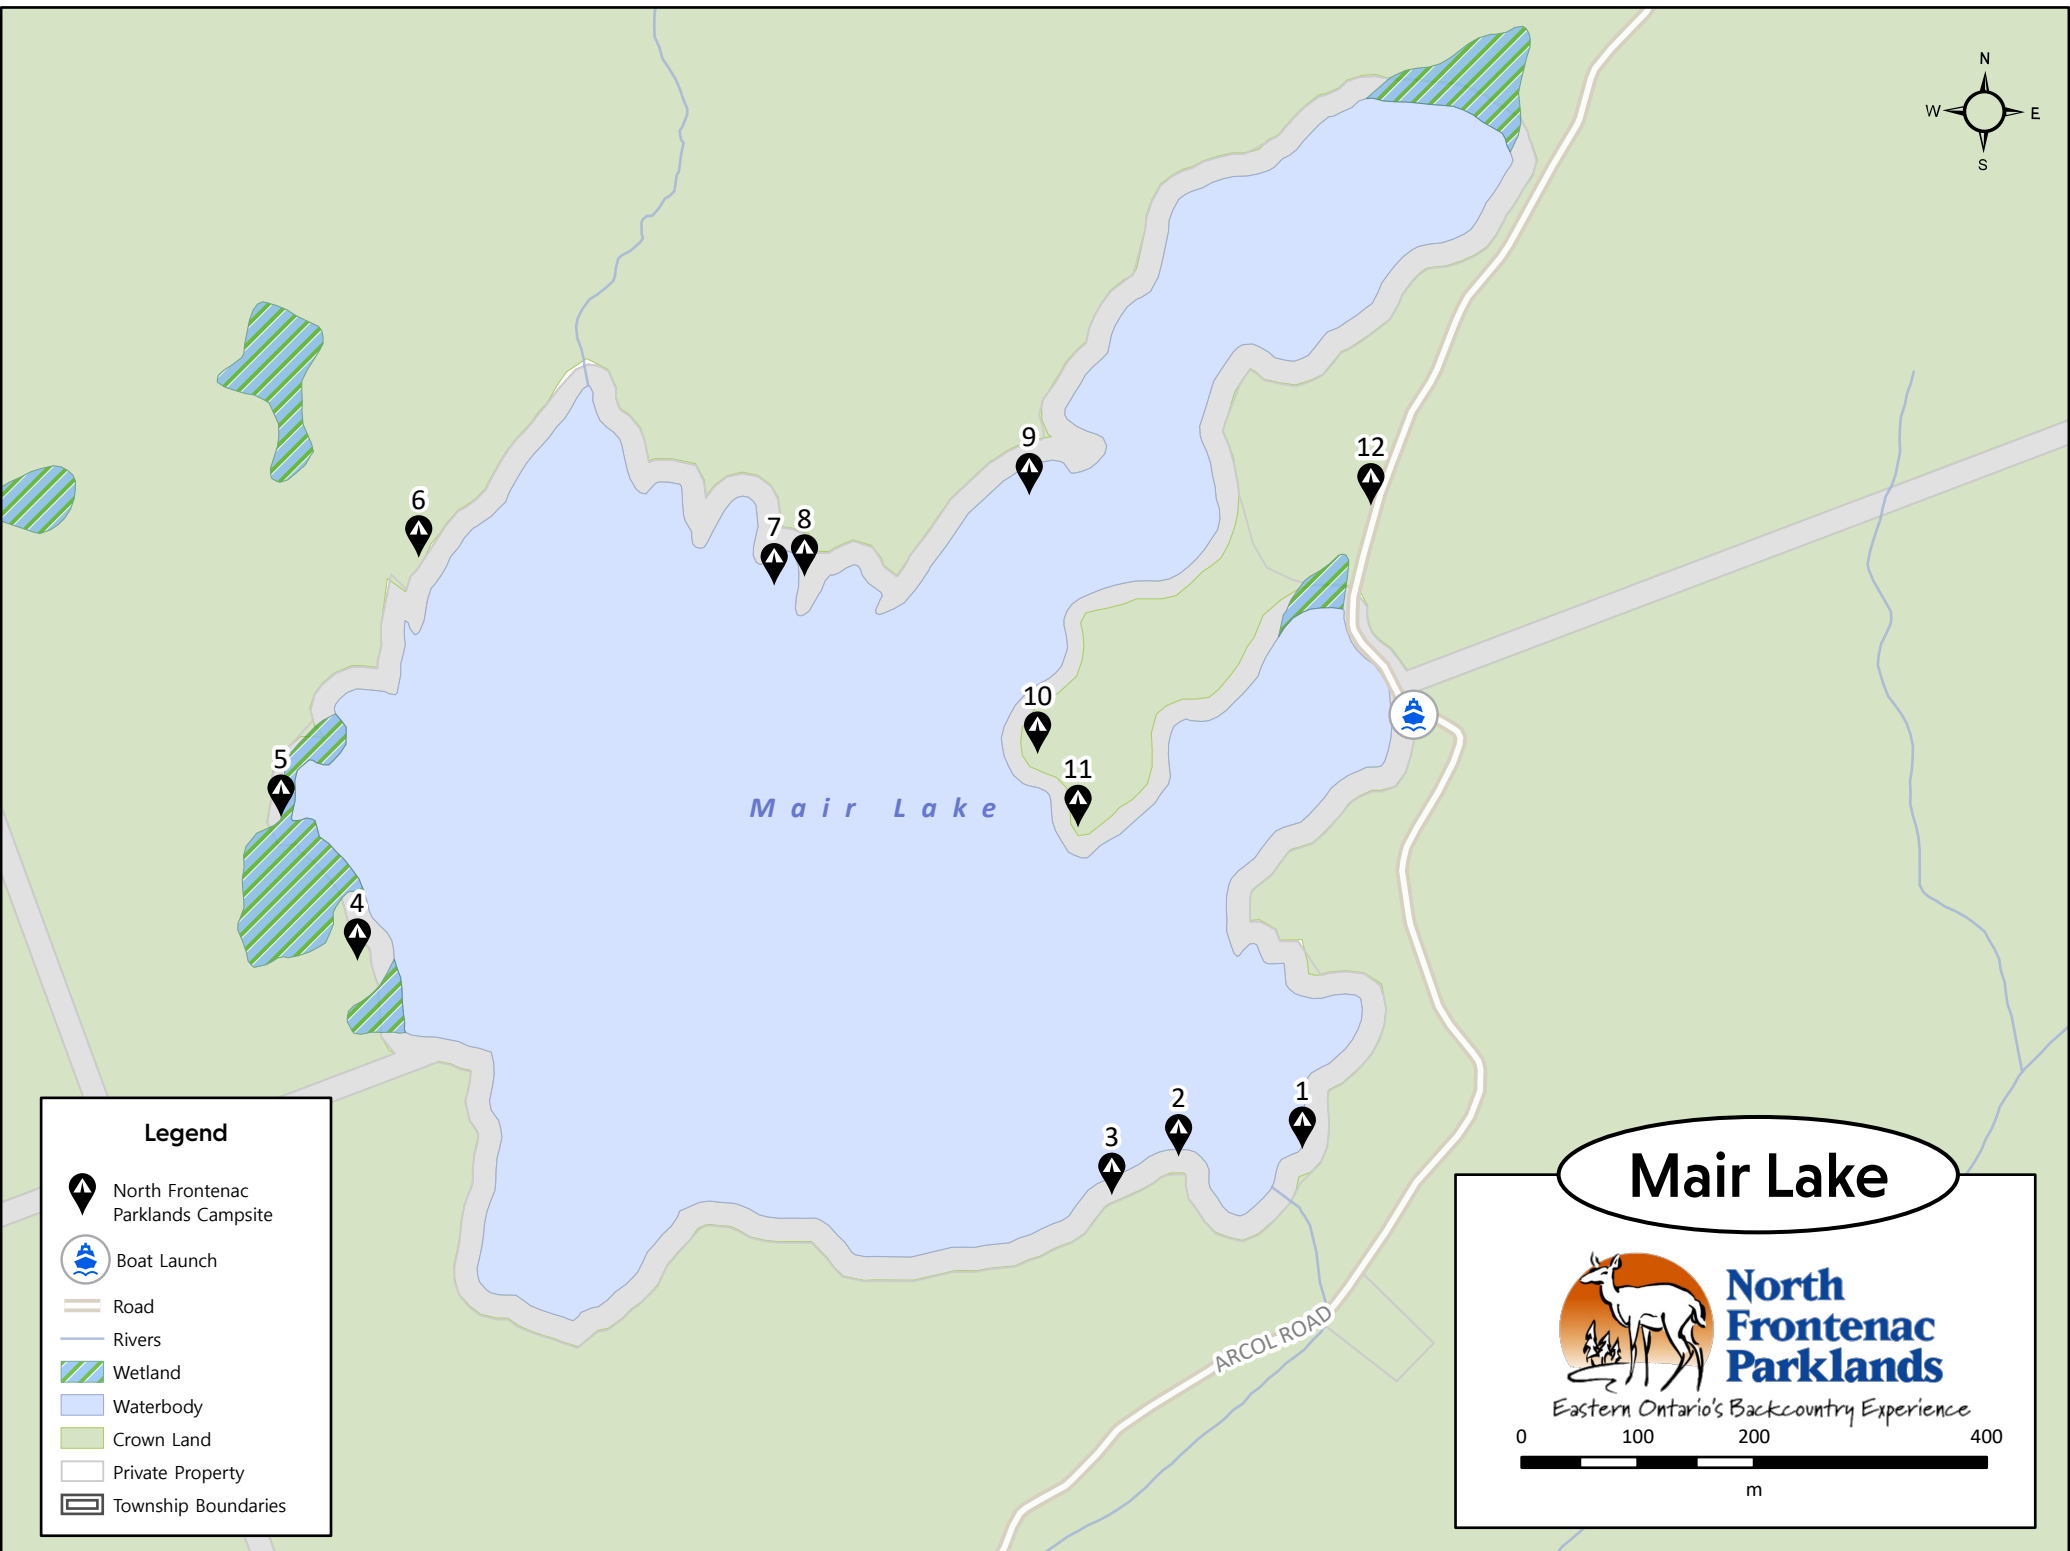 N
W
E
S
9
12
6
8
7
10
5
11
Mair Lake
4
1
2
3
ARCOL ROAD
Legend
North Frontenac
Parklands Campsite
Boat Launch
Road
Rivers
Wetland
Waterbody
Crown Land
Private Property
Township Boundaries
Mair Lake
North
Frontenac
Parklands
Eastern Ontario's Backcountry Experience
0 100 200 400
m